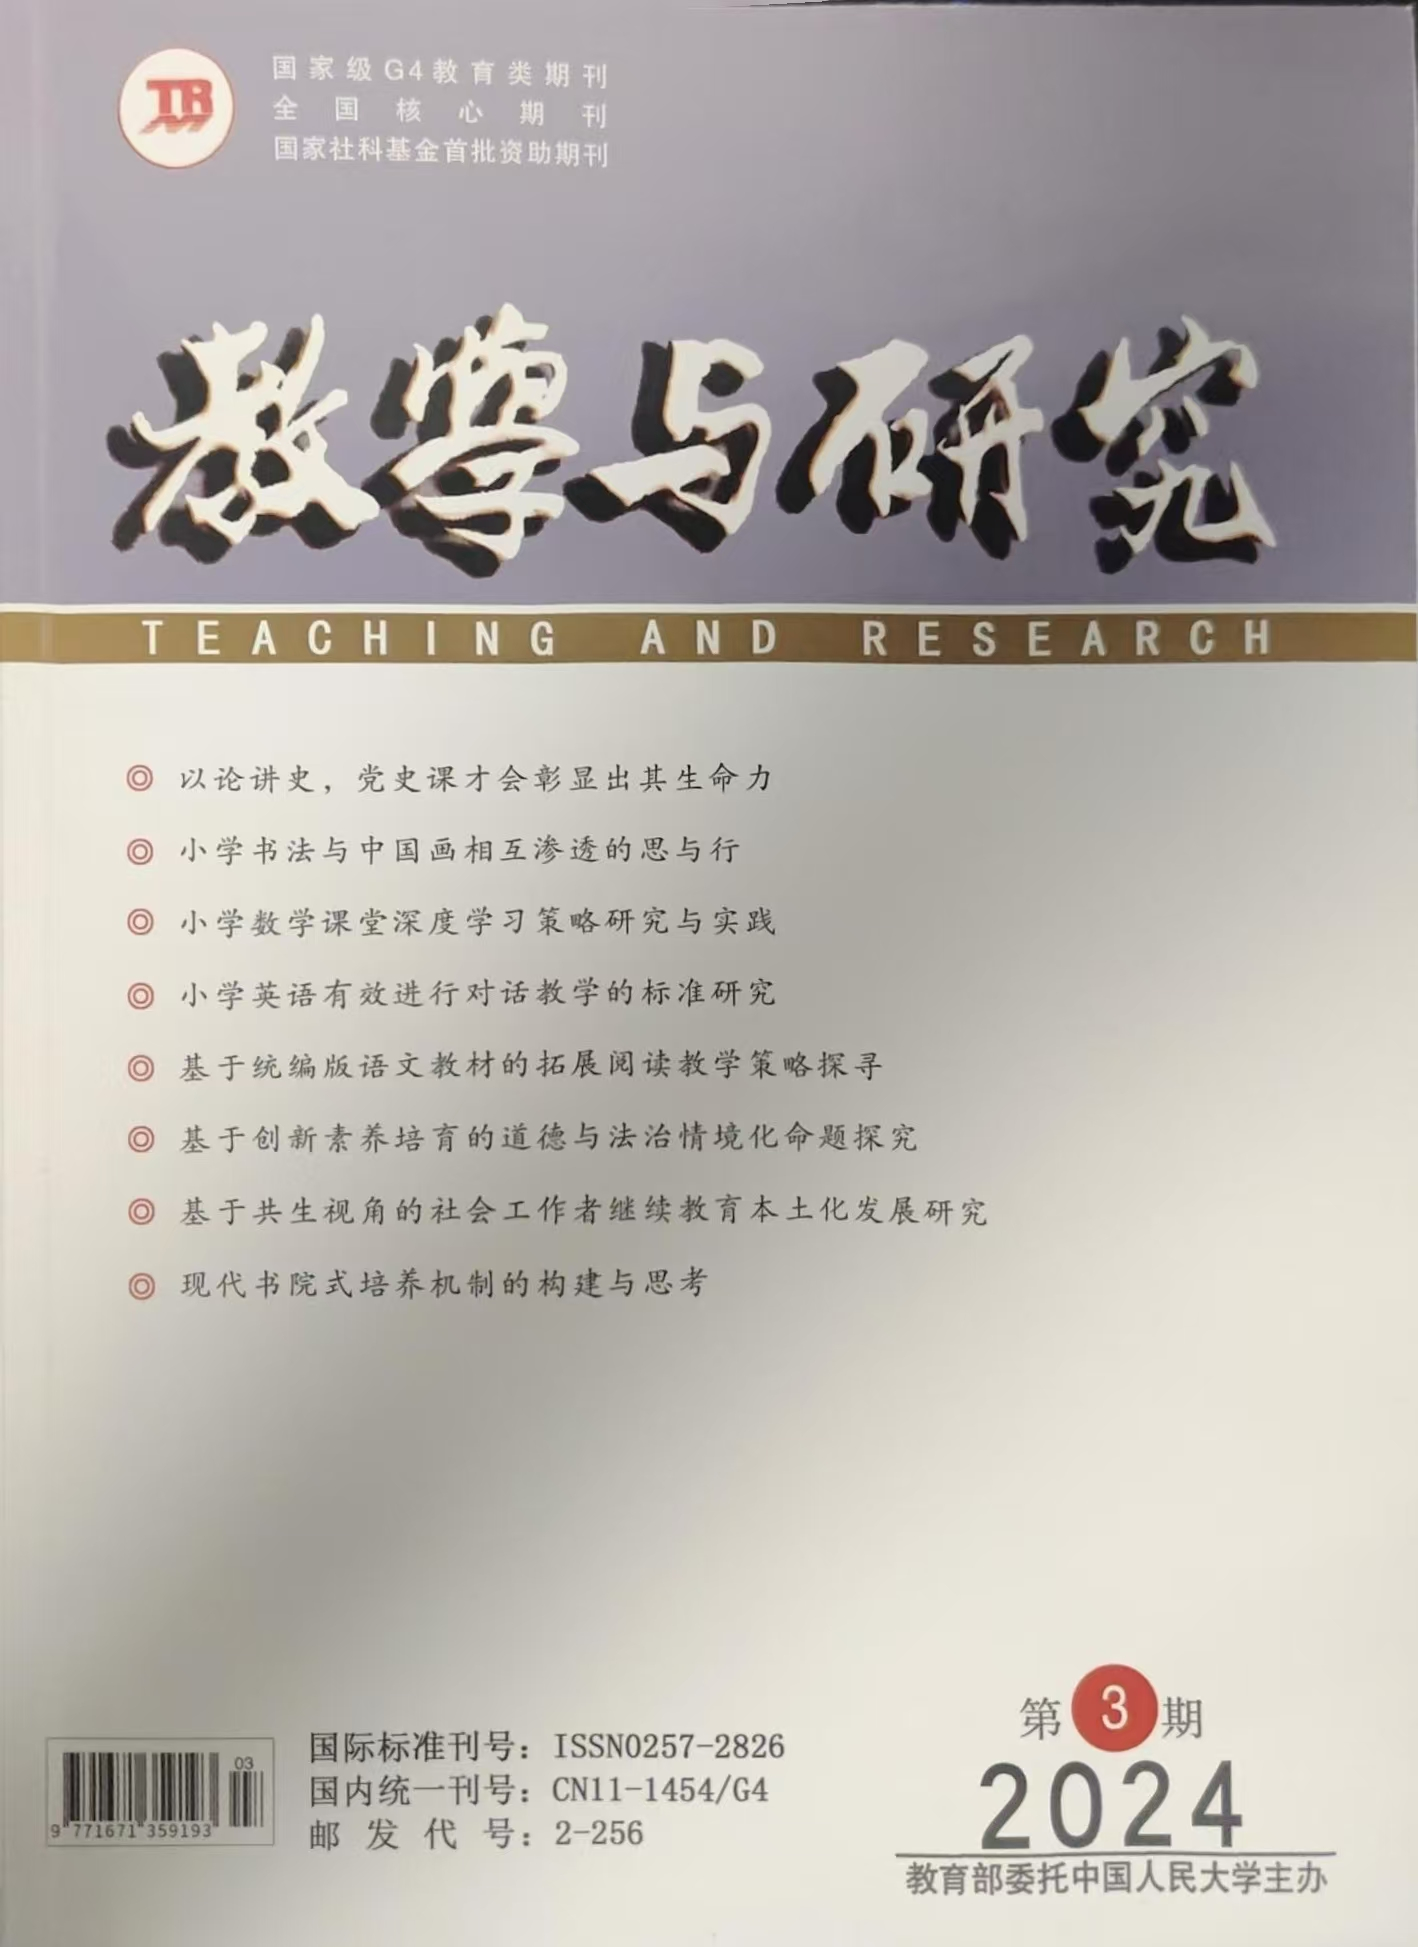 TR
国家级G4教育类期刊
全国核心期刊
国家社科基金首批资助期刊
教学与研究
TEACHING AND RESEARCH
◎ 以论讲史，党史课才会彰显出其生命力
◎ 小学书法与中国画相互渗透的思与行
◎ 小学数学课堂深度学习策略研究与实践
◎ 小学英语有效进行对话教学的标准研究
◎ 基于统编版语文教材的拓展阅读教学策略探寻
◎ 基于创新素养培育的道德与法治情境化命题探究
◎ 基于共生视角的社会工作者继续教育本土化发展研究
◎ 现代书院式培养机制的构建与思考
03
9 771671 359193
国际标准刊号：ISSN0257-2826
国内统一刊号：CN11-1454/G4
邮发代号：2-256
第3期
2024
教育部委托中国人民大学主办